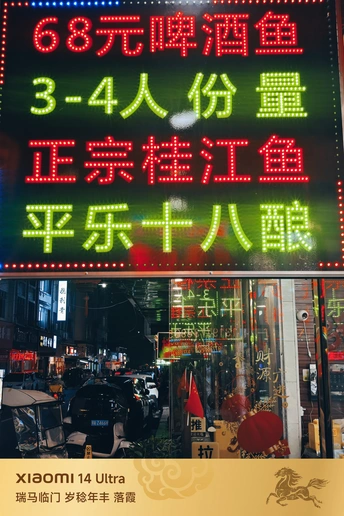 68元啤酒鱼
3-4人份量
正宗桂江鱼
平乐十八酿
xiaomi 14 Ultra
瑞马临门 岁稔年丰 落霞